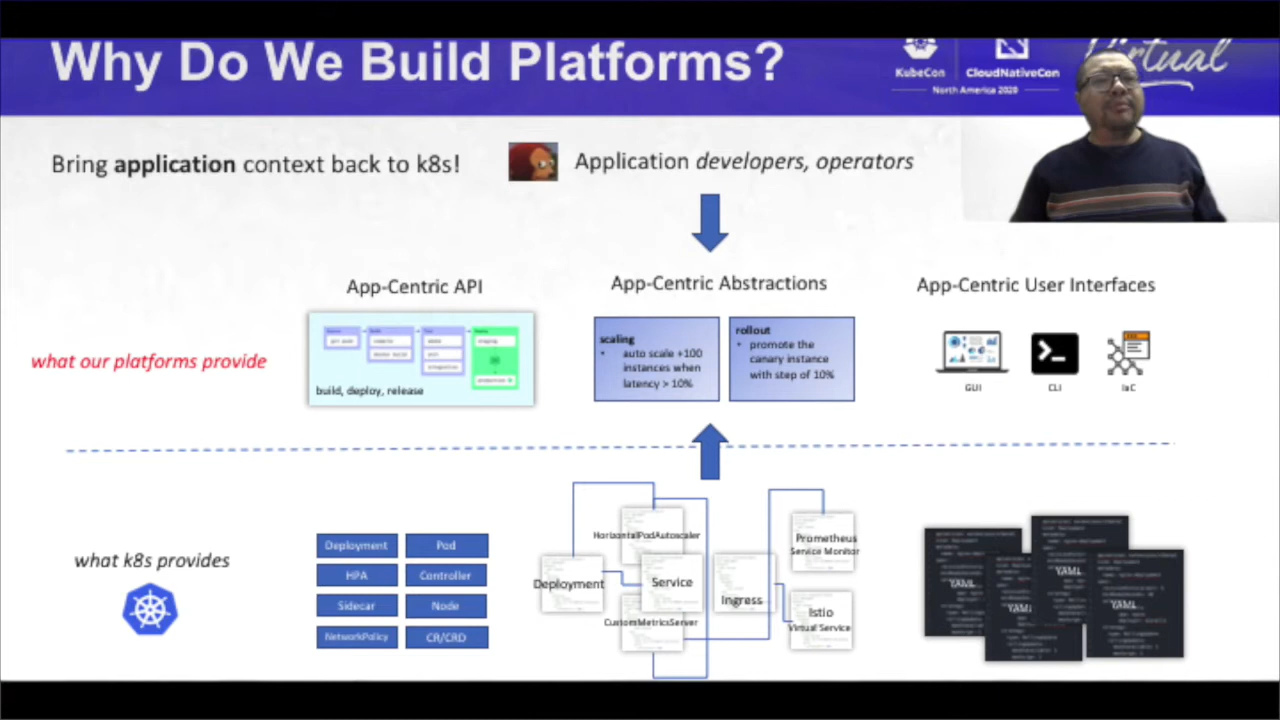 Why Do We Build Platforms?
KubeCon
CloudNativeCon
North America 2020
Virtual
Bring application context back to k8s!
Application developers, operators
App-Centric API
App-Centric Abstractions
App-Centric User Interfaces
what our platforms provide
build, deploy, release
scaling
• auto scale +100
instances when
latency > 10%
rollout
• promote the
canary instance
with step of 10%
GUI
CLI
IaC
what k8s provides
Deployment
Pod
HPA
Controller
Sidecar
Node
NetworkPolicy
CR/CRD
HorizontalPodAutoscaler
Deployment
Service
Ingress
CustomMetricsServer
Prometheus
Service Monitor
Istio
Virtual Service
YAML
YAML
YAML
YAML